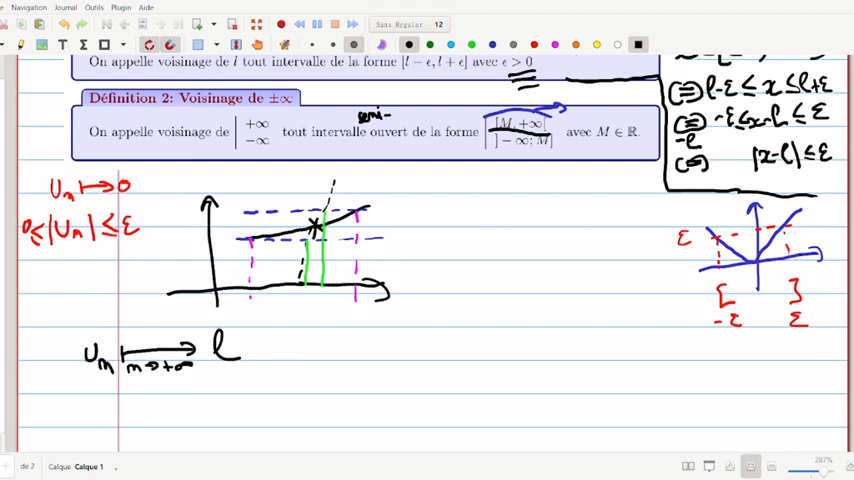 Navigation Journal Outils Plugin Aide
Sans Regular 12
On appelle voisinage de l tout intervalle de la forme [l − ϵ, l + ϵ] avec ϵ > 0
Définition 2: Voisinage de ±∞
semi-
On appelle voisinage de | +∞ tout intervalle ouvert de la forme | [M, +∞[ avec M ∈ ℝ.
−∞ ] − ∞; M]
(⇔) l-ε ≤ x ≤ l+ε
(⇔) -ε ≤ x-l ≤ ε
-l
(⇔) |x-l| ≤ ε
Un ↦ 0
0 ≤ |Un| ≤ ε
ε
[ ]
-ε ε
Un ⟼ l
n→+∞
de 2 Calque Calque 1
287%